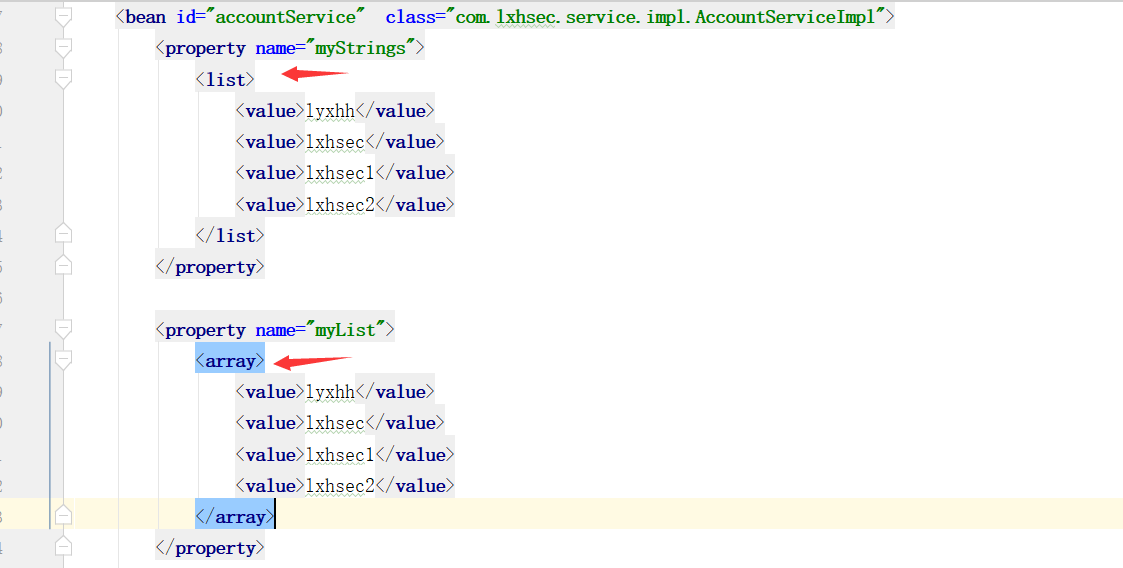 <bean id="accountService" class="com.lxhsec.service.impl.AccountServiceImpl">
<property name="myStrings">
<list>
<value>lyxhh</value>
<value>lxhsec</value>
<value>lxhsec1</value>
<value>lxhsec2</value>
</list>
</property>
<property name="myList">
<array>
<value>lyxhh</value>
<value>lxhsec</value>
<value>lxhsec1</value>
<value>lxhsec2</value>
</array>
</property>